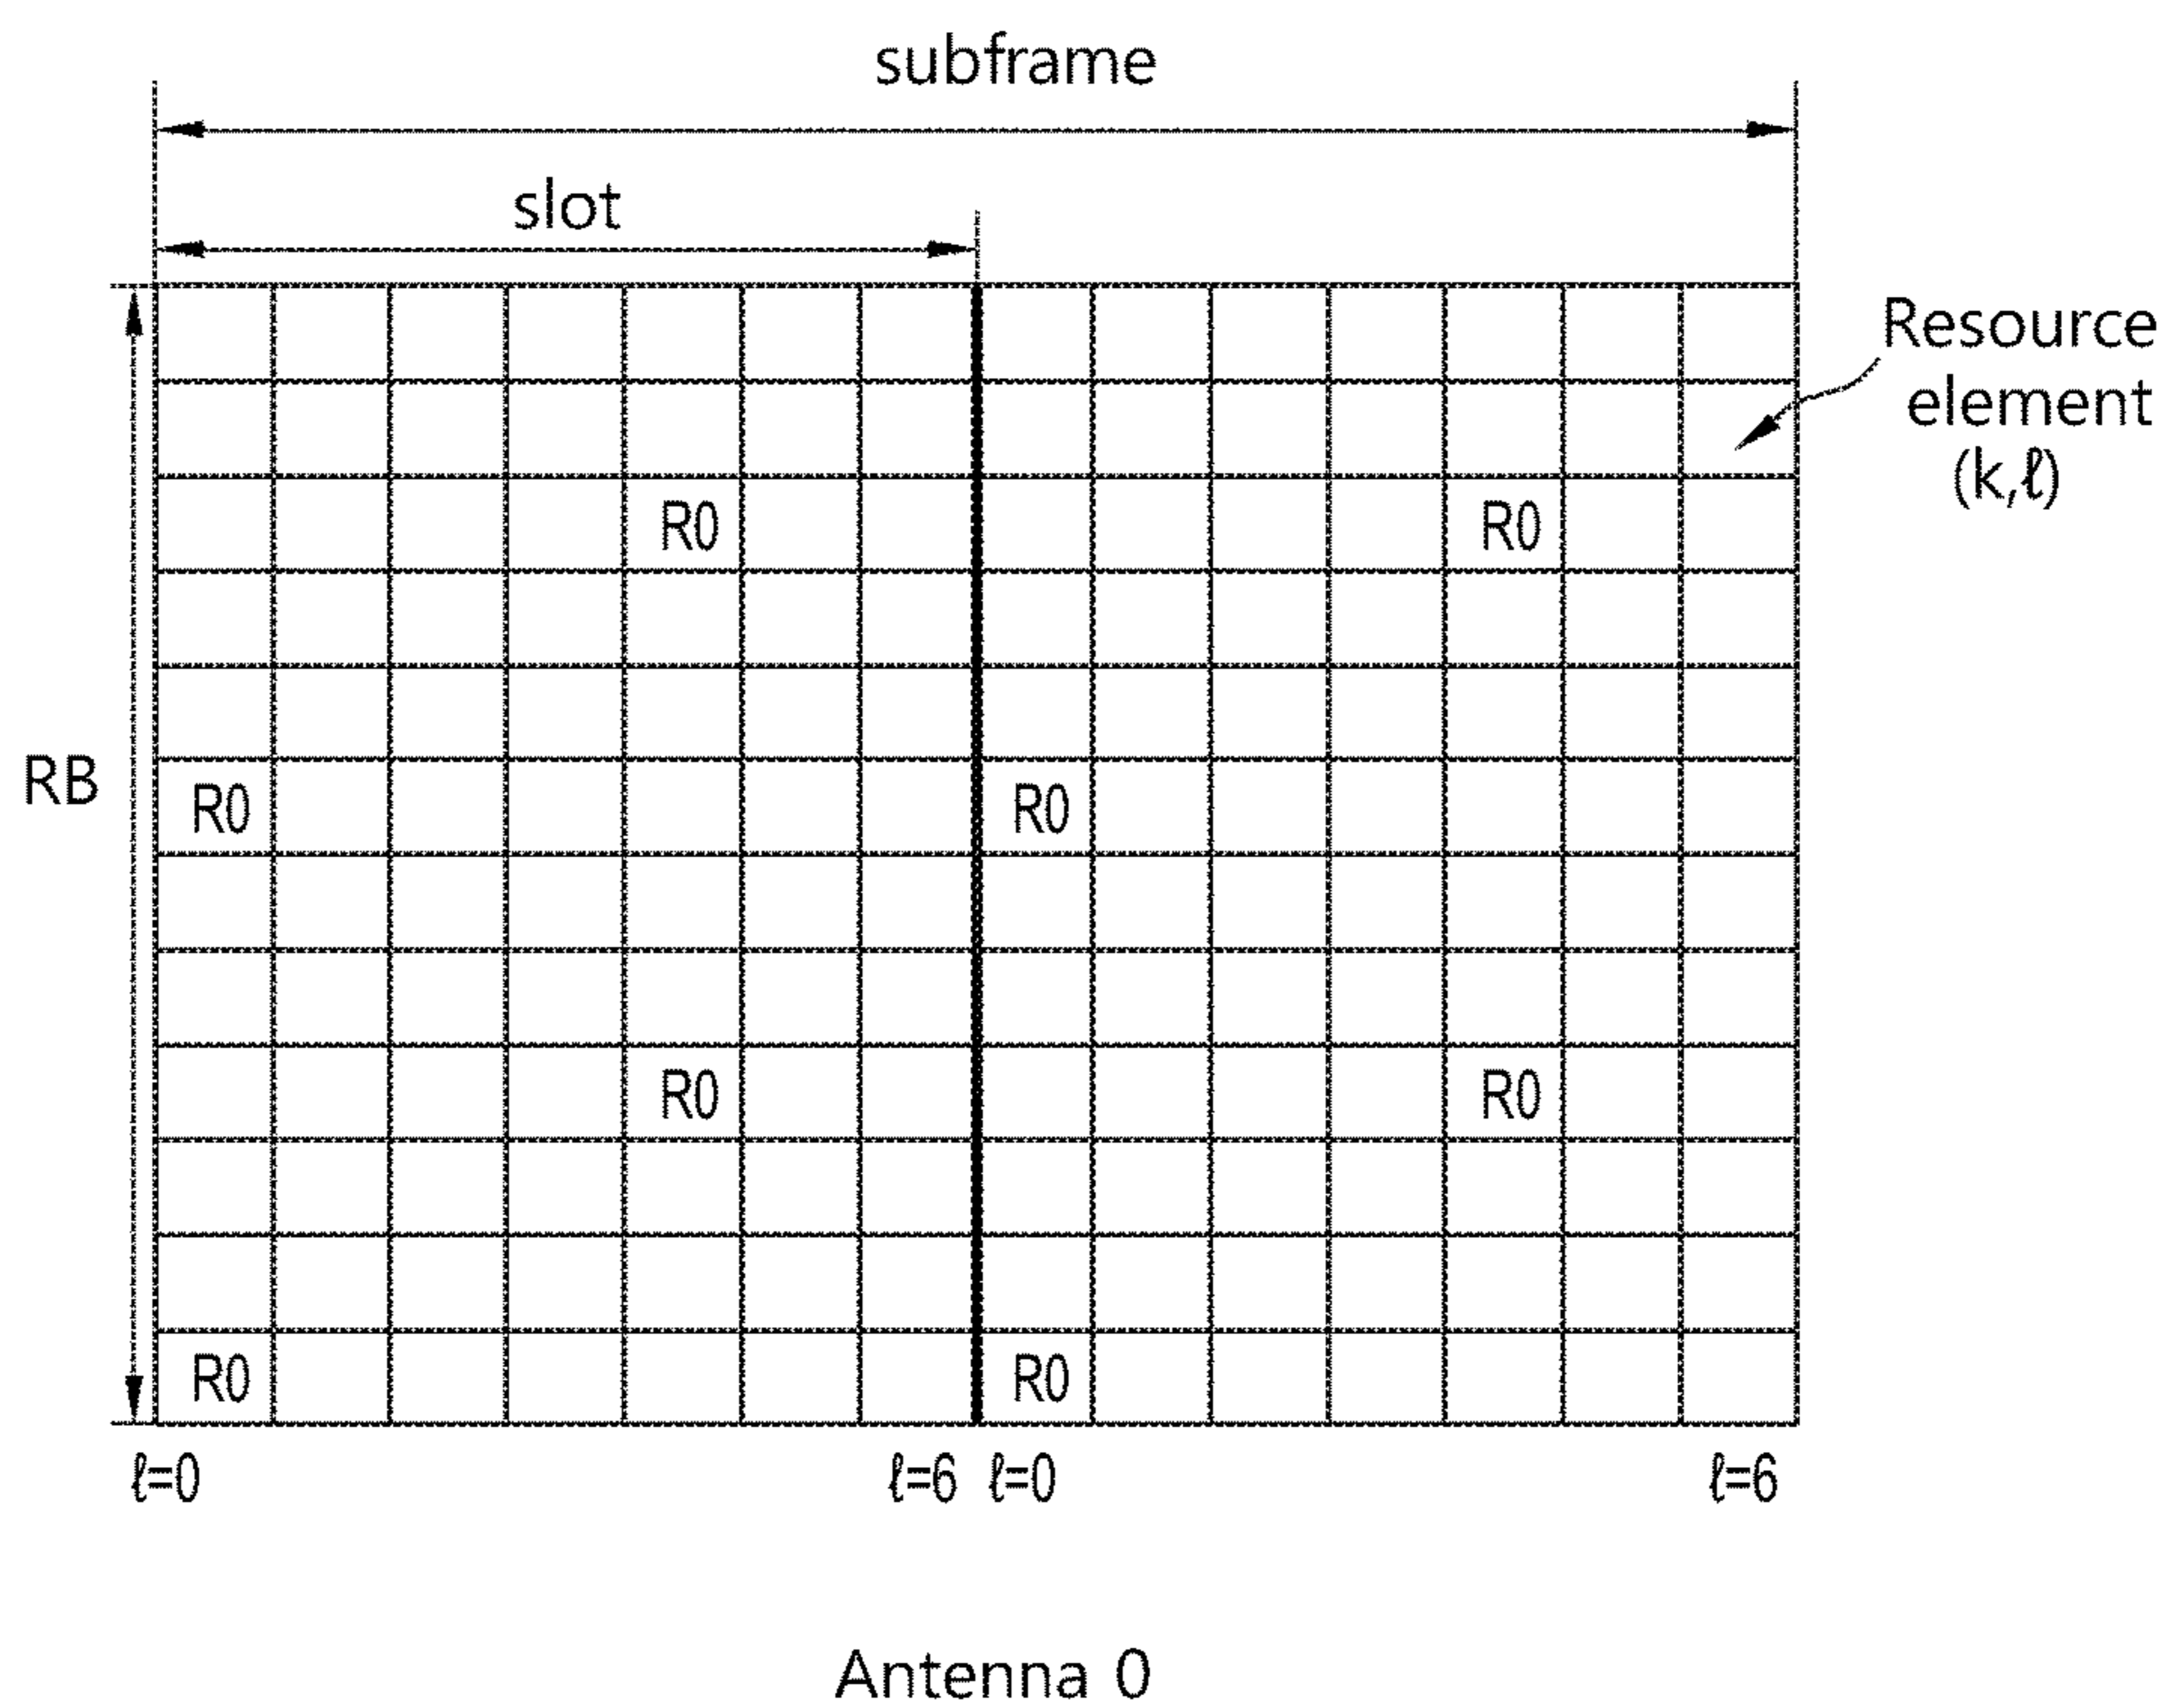 subframe
slot
Resource
element
(k,ℓ)
R0 R0
RB
R0 R0
R0 R0
R0 R0
ℓ=0 ℓ=6 ℓ=0 ℓ=6
Antenna 0